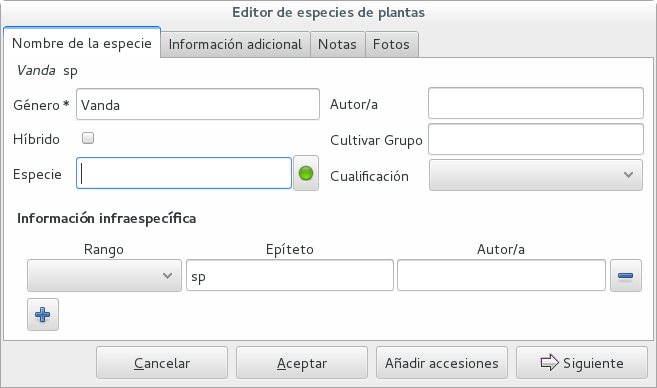 Editor de especies de plantas
Nombre de la especie Información adicional Notas Fotos
Vanda sp
Género * Vanda Autor/a
Híbrido Cultivar Grupo
Especie Cualificación
Información infraespecífica
Rango Epíteto Autor/a
sp
Cancelar Aceptar Añadir accesiones Siguiente